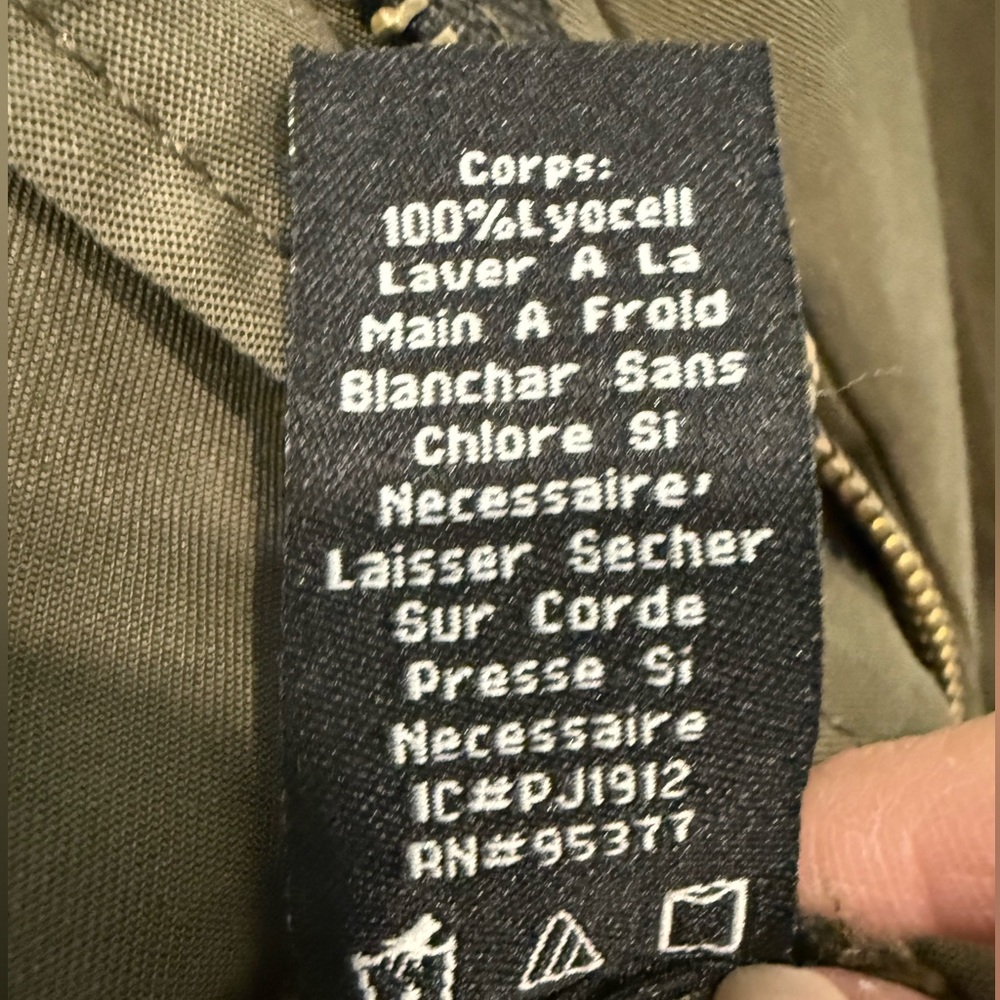 Corps:
100%Lyocell
Laver A La
Main A Froid
Blanchar Sans
Chlore Si
Necessaire,
Laisser Secher
Sur Corde
Presse Si
Necessaire
IC#PJ1912
RN#95377